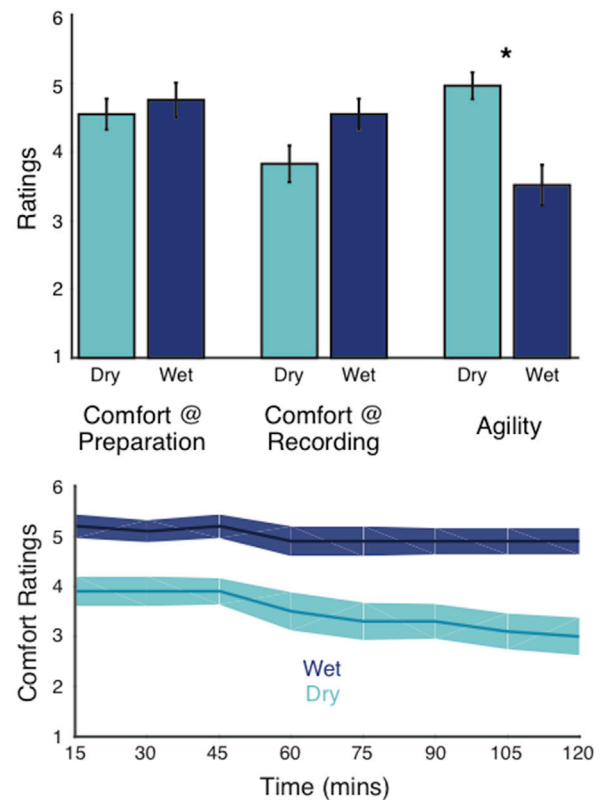 6
5
4
3
2
1
Ratings
*
Dry Wet Dry Wet Dry Wet
Comfort @ Comfort @ Agility
Preparation Recording
6
5
4
3
2
1
Comfort Ratings
Wet
Dry
15 30 45 60 75 90 105 120
Time (mins)